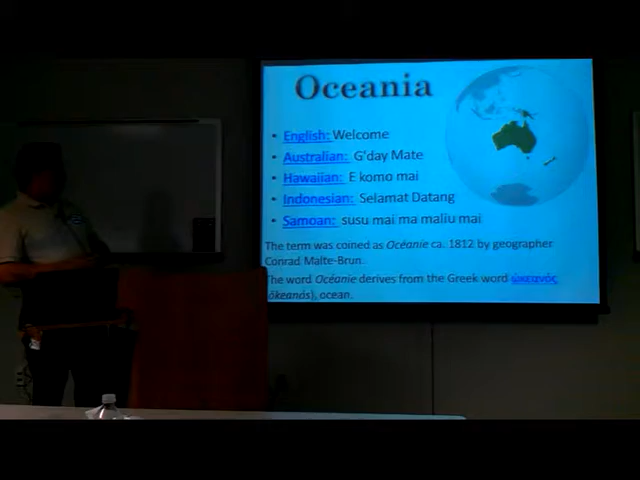 Oceania
• English: Welcome
• Australian: G'day Mate
• Hawaiian: E komo mai
• Indonesian: Selamat Datang
• Samoan: susu mai ma maliu mai
The term was coined as Océanie ca. 1812 by geographer
Conrad Malte-Brun.
The word Océanie derives from the Greek word ὠκεανός
(ōkeanós), ocean.